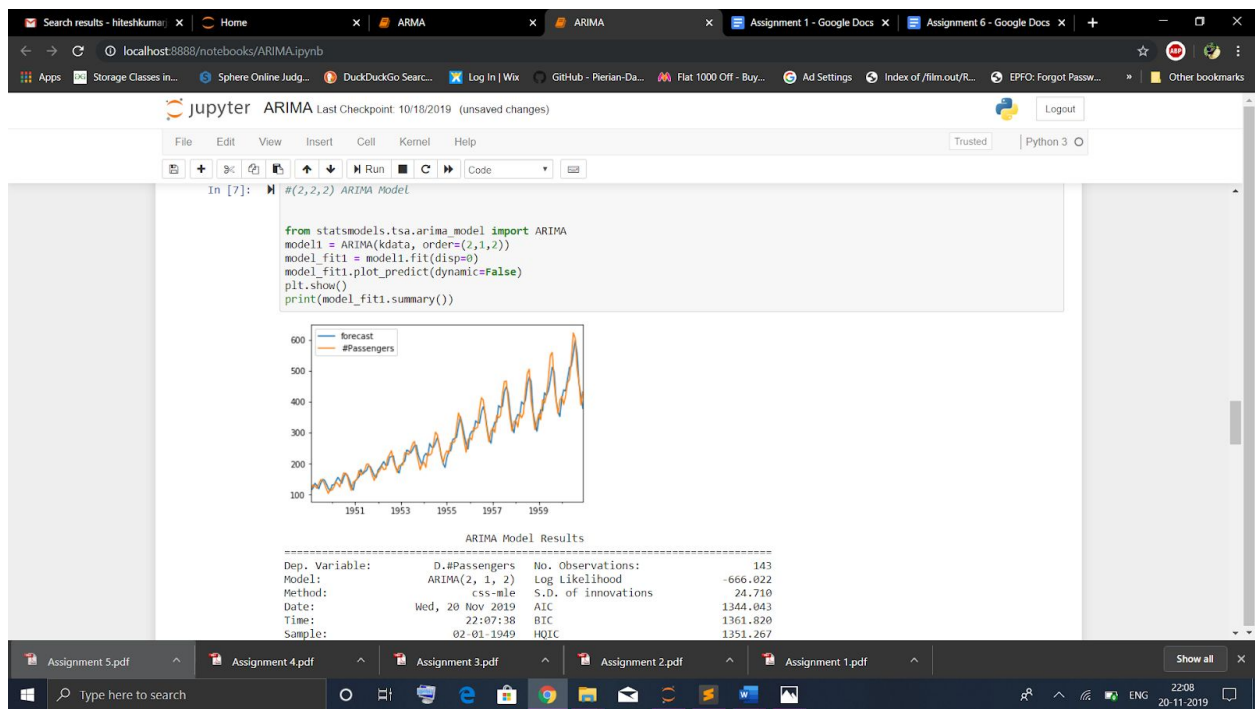 Search results - hiteshkumar
Home
ARMA
ARIMA
Assignment 1 - Google Docs
Assignment 6 - Google Docs
localhost:8888/notebooks/ARIMA.ipynb
ABP
Apps
Storage Classes in...
Sphere Online Judg...
DuckDuckGo Searc...
Log In | Wix
GitHub - Pierian-Da...
Flat 1000 Off - Buy...
Ad Settings
Index of /film.out/R...
EPFO: Forgot Passw...
»
Other bookmarks
jupyter ARIMA Last Checkpoint: 10/18/2019 (unsaved changes)
Logout
File Edit View Insert Cell Kernel Help
Trusted
Python 3
Run
Code
In [7]:
#(2,2,2) ARIMA Model
from statsmodels.tsa.arima_model import ARIMA
model1 = ARIMA(kdata, order=(2,1,2))
model_fit1 = model1.fit(disp=0)
model_fit1.plot_predict(dynamic=False)
plt.show()
print(model_fit1.summary())
forecast
#Passengers
600
500
400
300
200
100
1951 1953 1955 1957 1959
ARIMA Model Results
==============================================================================
Dep. Variable: D.#Passengers No. Observations: 143
Model: ARIMA(2, 1, 2) Log Likelihood -666.022
Method: css-mle S.D. of innovations 24.710
Date: Wed, 20 Nov 2019 AIC 1344.043
Time: 22:07:38 BIC 1361.820
Sample: 02-01-1949 HQIC 1351.267
Assignment 5.pdf
Assignment 4.pdf
Assignment 3.pdf
Assignment 2.pdf
Assignment 1.pdf
Show all
Type here to search
ENG
22:08
20-11-2019